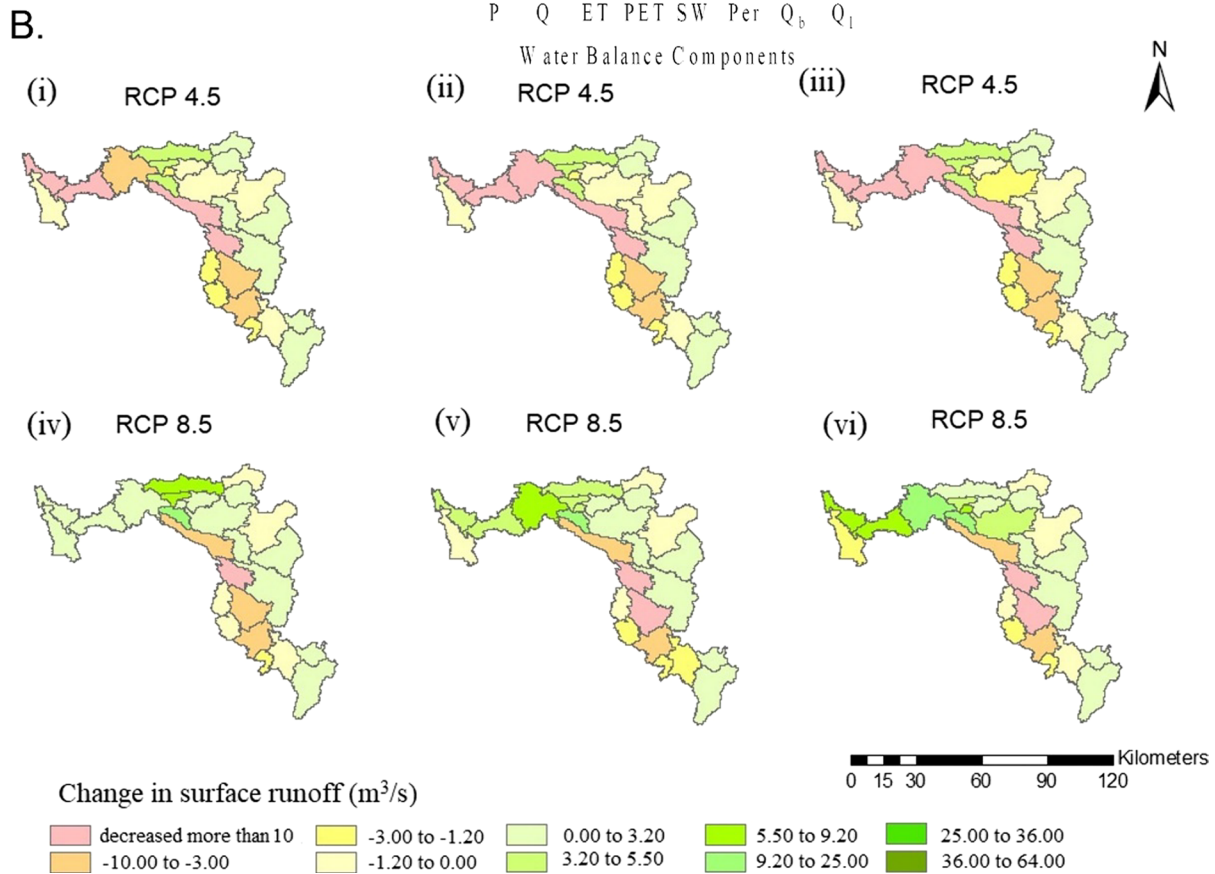 B.
P Q ET PET SW Per Qb Ql
Water Balance Components
N
(i) RCP 4.5
(ii) RCP 4.5
(iii) RCP 4.5
(iv) RCP 8.5
(v) RCP 8.5
(vi) RCP 8.5
Kilometers
0 15 30 60 90 120
Change in surface runoff (m³/s)
decreased more than 10 -3.00 to -1.20 0.00 to 3.20 5.50 to 9.20 25.00 to 36.00
-10.00 to -3.00 -1.20 to 0.00 3.20 to 5.50 9.20 to 25.00 36.00 to 64.00